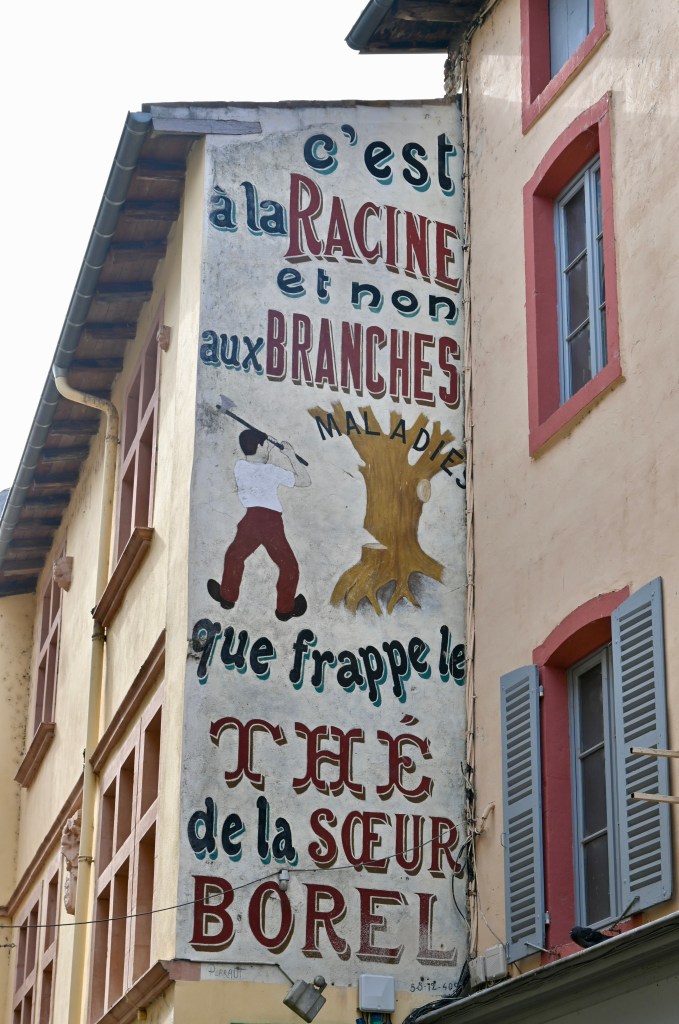 c'est
à la RACINE
et non
aux BRANCHES
MALADIES
que frappe le
THÉ
de la SŒUR
BOREL